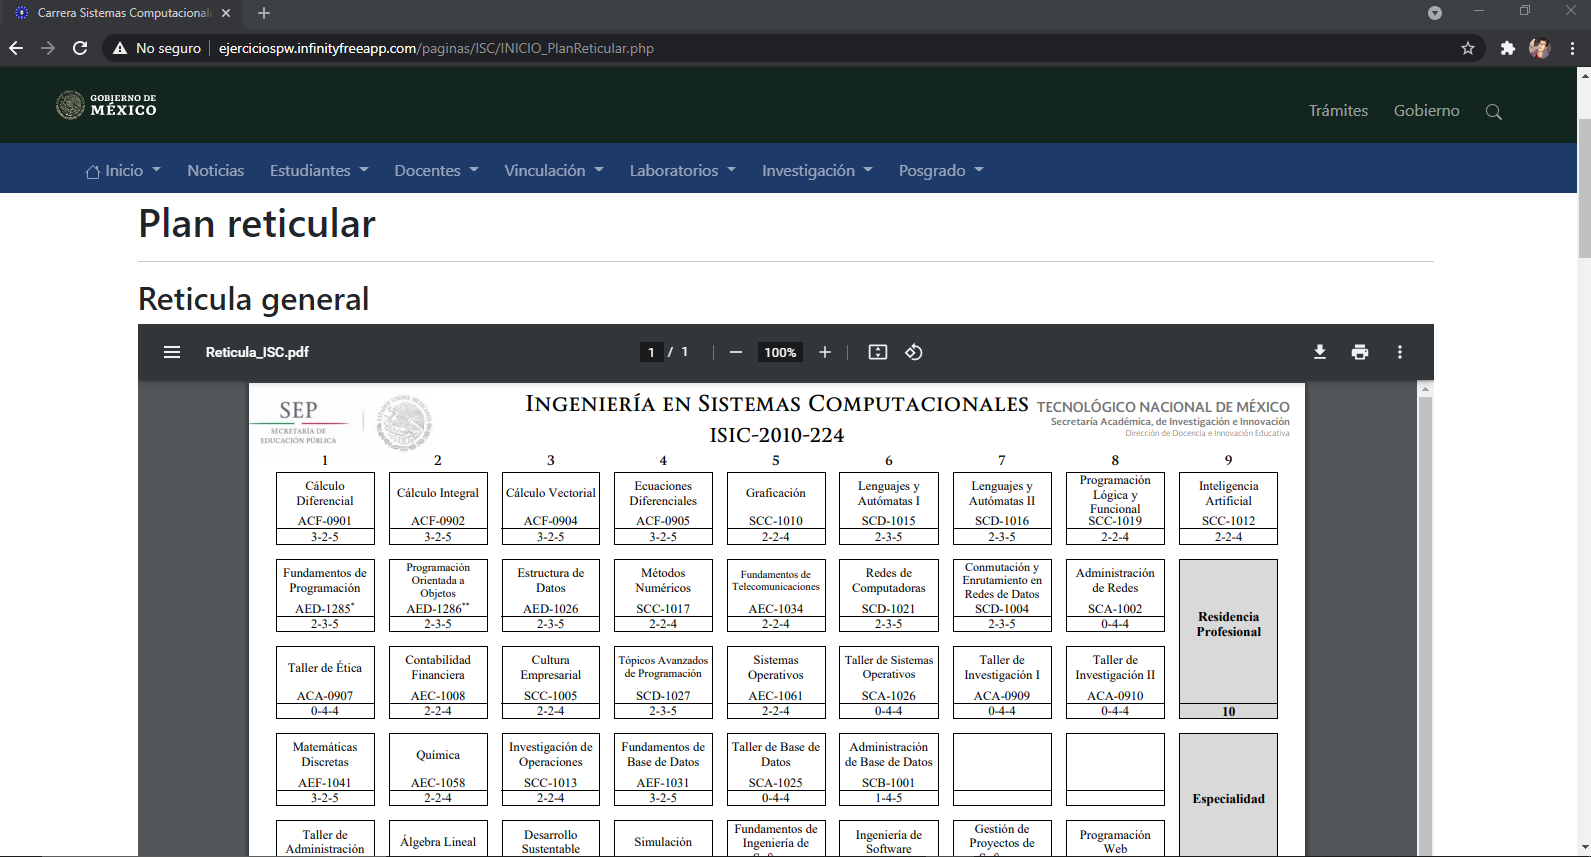 Carrera Sistemas Computacional
No seguro
ejerciciospw.infinityfreeapp.com/paginas/ISC/INICIO_PlanReticular.php
GOBIERNO DE
MÉXICO
Trámites
Gobierno
Inicio
Noticias
Estudiantes
Docentes
Vinculación
Laboratorios
Investigación
Posgrado
Plan reticular
Reticula general
Reticula_ISC.pdf
1 / 1
100%
SEP
SECRETARÍA DE
EDUCACIÓN PÚBLICA
INGENIERÍA EN SISTEMAS COMPUTACIONALES
ISIC-2010-224
TECNOLÓGICO NACIONAL DE MÉXICO
Secretaría Académica, de Investigación e Innovación
Dirección de Docencia e Innovación Educativa
1 2 3 4 5 6 7 8 9
Cálculo
Diferencial
ACF-0901
3-2-5
Cálculo Integral
ACF-0902
3-2-5
Cálculo Vectorial
ACF-0904
3-2-5
Ecuaciones
Diferenciales
ACF-0905
3-2-5
Graficación
SCC-1010
2-2-4
Lenguajes y
Autómatas I
SCD-1015
2-3-5
Lenguajes y
Autómatas II
SCD-1016
2-3-5
Programación
Lógica y
Funcional
SCC-1019
2-2-4
Inteligencia
Artificial
SCC-1012
2-2-4
Fundamentos de
Programación
AED-1285*
2-3-5
Programación
Orientada a
Objetos
AED-1286**
2-3-5
Estructura de
Datos
AED-1026
2-3-5
Métodos
Numéricos
SCC-1017
2-2-4
Fundamentos de
Telecomunicaciones
AEC-1034
2-2-4
Redes de
Computadoras
SCD-1021
2-3-5
Conmutación y
Enrutamiento en
Redes de Datos
SCD-1004
2-3-5
Administración
de Redes
SCA-1002
0-4-4
Residencia
Profesional
10
Taller de Ética
ACA-0907
0-4-4
Contabilidad
Financiera
AEC-1008
2-2-4
Cultura
Empresarial
SCC-1005
2-2-4
Tópicos Avanzados
de Programación
SCD-1027
2-3-5
Sistemas
Operativos
AEC-1061
2-2-4
Taller de Sistemas
Operativos
SCA-1026
0-4-4
Taller de
Investigación I
ACA-0909
0-4-4
Taller de
Investigación II
ACA-0910
0-4-4
Matemáticas
Discretas
AEF-1041
3-2-5
Química
AEC-1058
2-2-4
Investigación de
Operaciones
SCC-1013
2-2-4
Fundamentos de
Base de Datos
AEF-1031
3-2-5
Taller de Base de
Datos
SCA-1025
0-4-4
Administración
de Base de Datos
SCB-1001
1-4-5
Especialidad
Taller de
Administración
Álgebra Lineal
Desarrollo
Sustentable
Simulación
Fundamentos de
Ingeniería de
Ingeniería de
Software
Gestión de
Proyectos de
Programación
Web